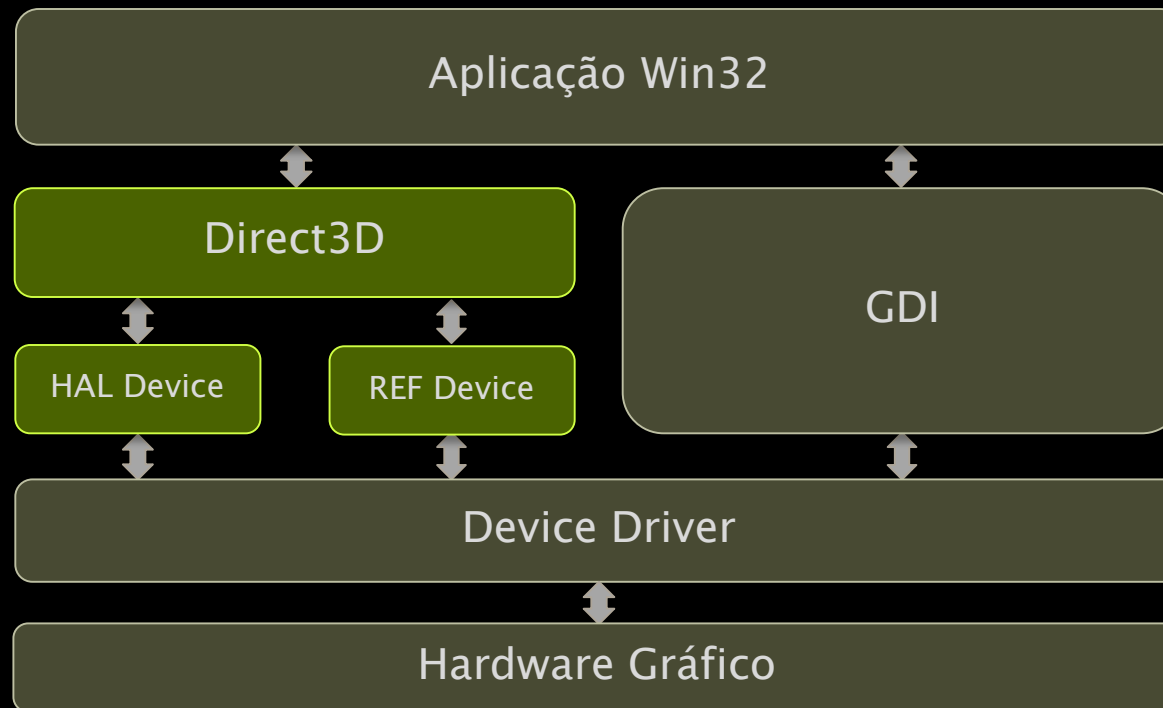 Aplicação Win32
Direct3D
GDI
HAL Device
REF Device
Device Driver
Hardware Gráfico